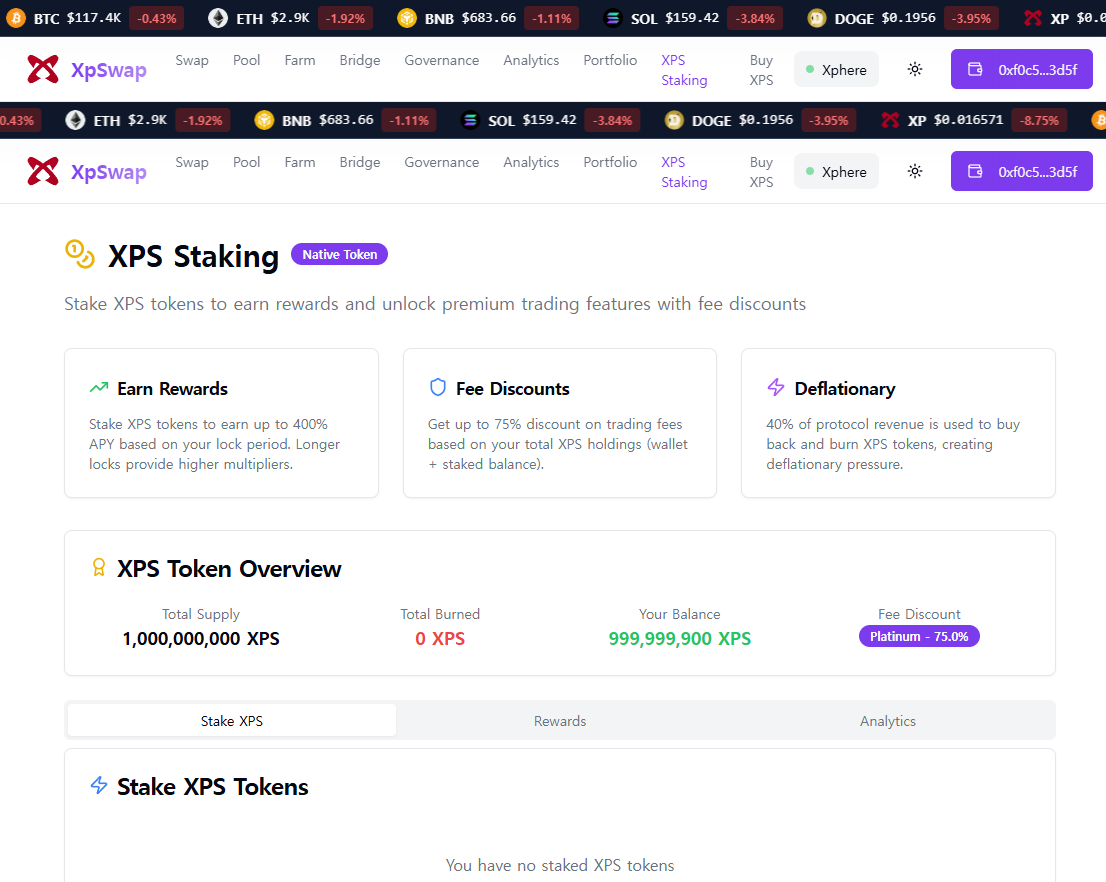 BTC $117.4K -0.43% ETH $2.9K -1.92% BNB $683.66 -1.11% SOL $159.42 -3.84% DOGE $0.1956 -3.95% XP $0.0
XpSwap Swap Pool Farm Bridge Governance Analytics Portfolio XPS Staking Buy XPS Xphere 0xf0c5...3d5f
0.43% ETH $2.9K -1.92% BNB $683.66 -1.11% SOL $159.42 -3.84% DOGE $0.1956 -3.95% XP $0.016571 -8.75%
XpSwap Swap Pool Farm Bridge Governance Analytics Portfolio XPS Staking Buy XPS Xphere 0xf0c5...3d5f
XPS Staking Native Token
Stake XPS tokens to earn rewards and unlock premium trading features with fee discounts
Earn Rewards
Stake XPS tokens to earn up to 400%
APY based on your lock period. Longer
locks provide higher multipliers.
Fee Discounts
Get up to 75% discount on trading fees
based on your total XPS holdings (wallet
+ staked balance).
Deflationary
40% of protocol revenue is used to buy
back and burn XPS tokens, creating
deflationary pressure.
XPS Token Overview
Total Supply
1,000,000,000 XPS
Total Burned
0 XPS
Your Balance
999,999,900 XPS
Fee Discount
Platinum - 75.0%
Stake XPS Rewards Analytics
Stake XPS Tokens
You have no staked XPS tokens